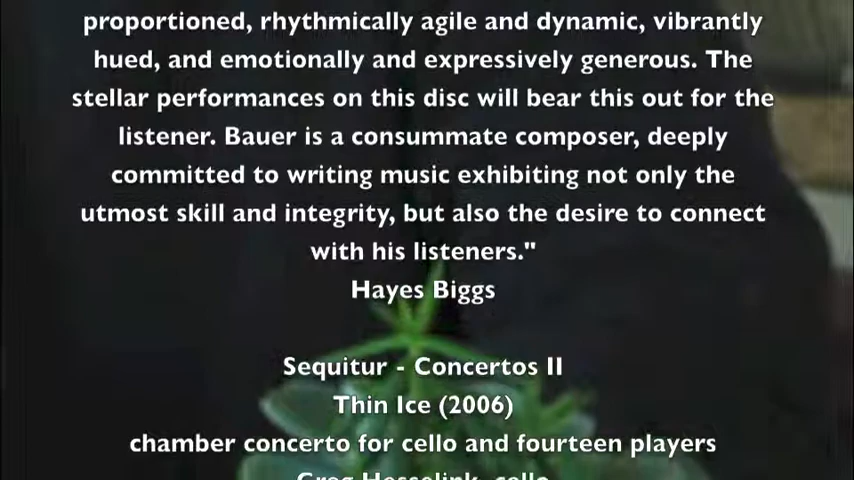 proportioned, rhythmically agile and dynamic, vibrantly
hued, and emotionally and expressively generous. The
stellar performances on this disc will bear this out for the
listener. Bauer is a consummate composer, deeply
committed to writing music exhibiting not only the
utmost skill and integrity, but also the desire to connect
with his listeners."
Hayes Biggs
Sequitur - Concertos II
Thin Ice (2006)
chamber concerto for cello and fourteen players
Greg Hesselink, cello